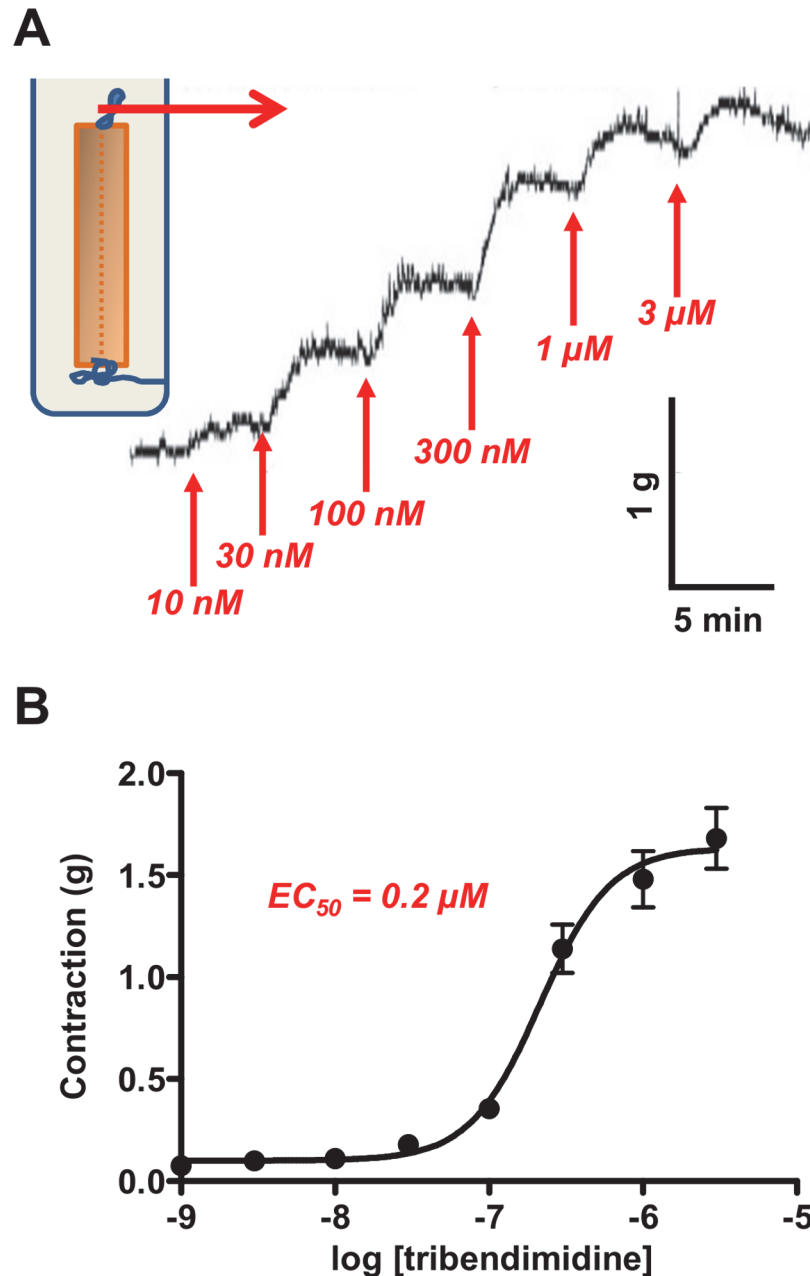 A
10 nM
30 nM
100 nM
300 nM
1 µM
3 µM
1 g
5 min
B
Contraction (g)
2.0
1.5
1.0
0.5
0.0
EC50 = 0.2 µM
-9 -8 -7 -6 -5
log [tribendimidine]